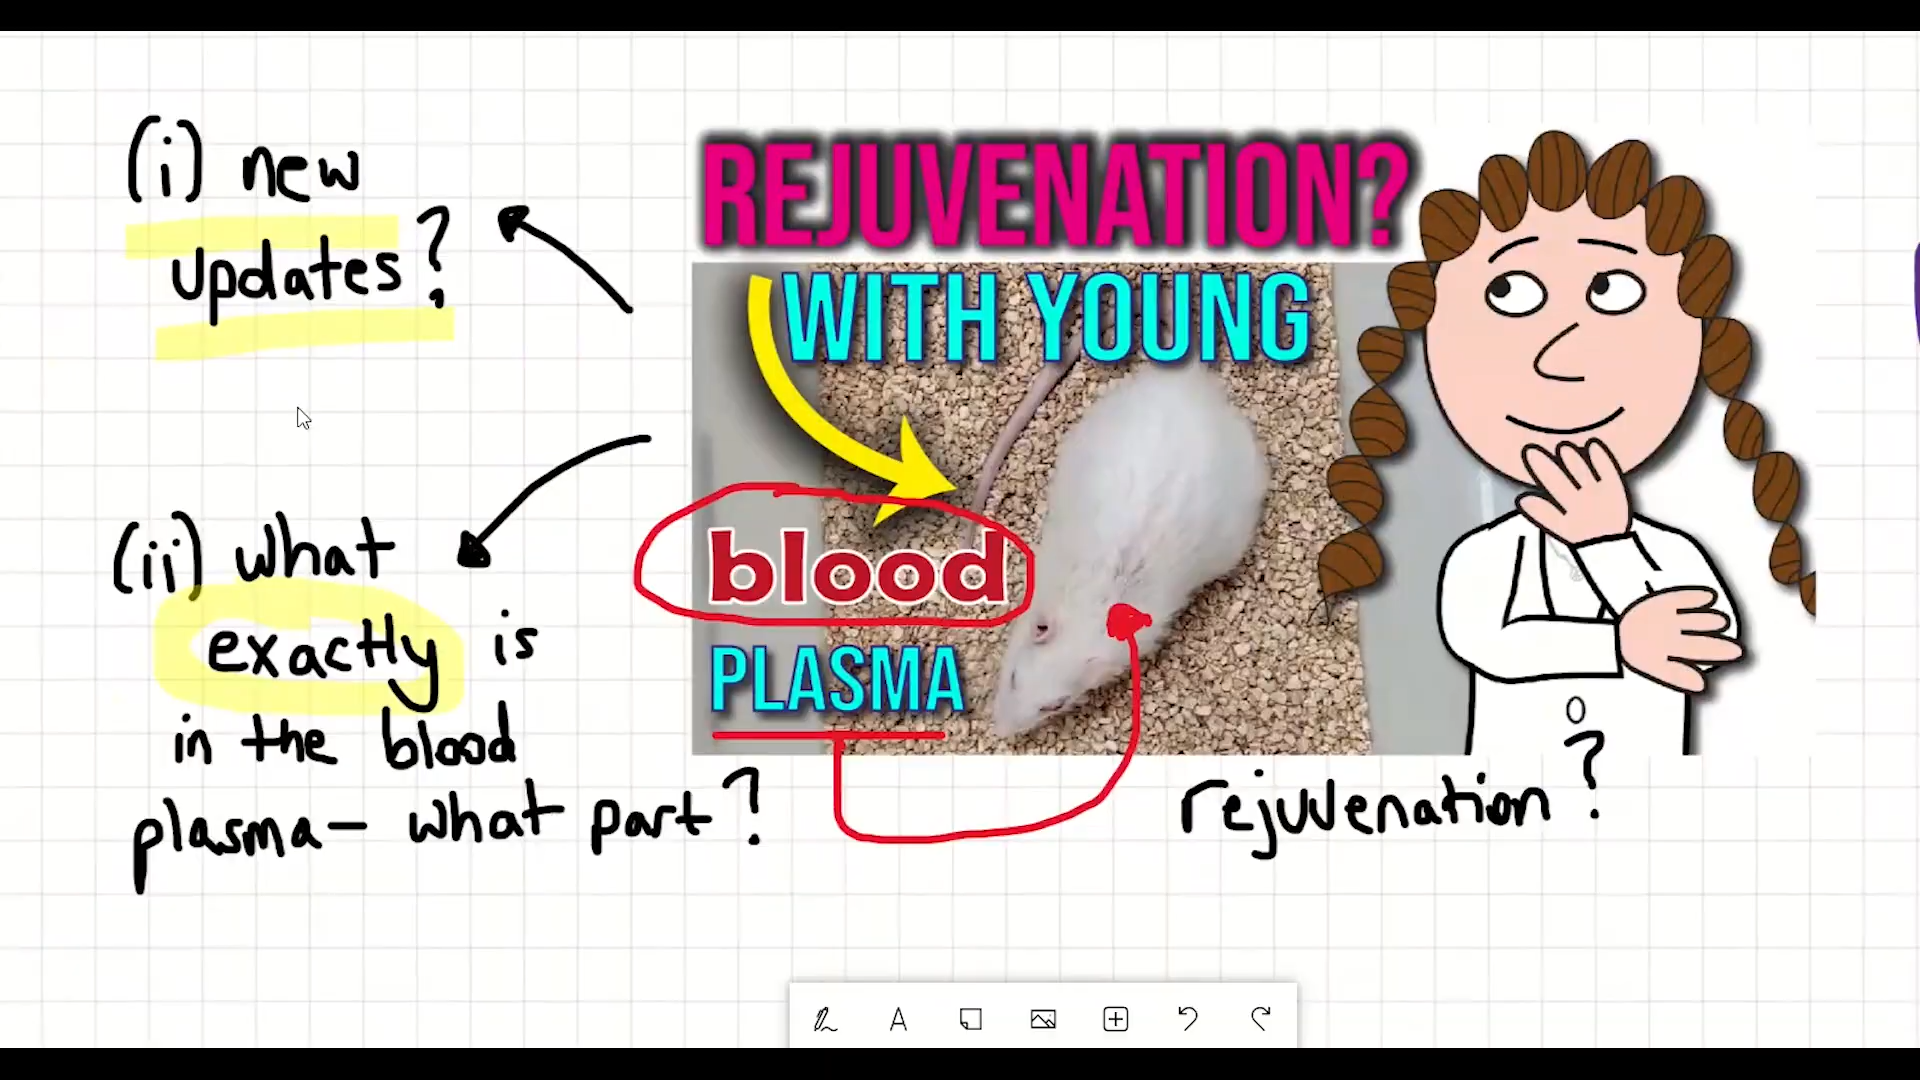 (i) new
updates?
(ii) what
exactly is
in the blood
plasma- what part?
REJUVENATION?
WITH YOUNG
blood
PLASMA
rejuvenation?
A